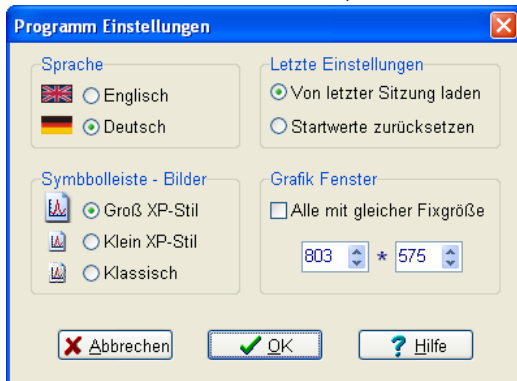 Programm Einstellungen
Sprache
Englisch
Deutsch
Letzte Einstellungen
Von letzter Sitzung laden
Startwerte zurücksetzen
Symbbolleiste - Bilder
Groß XP-Stil
Klein XP-Stil
Klassisch
Grafik Fenster
Alle mit gleicher Fixgröße
803 * 575
Abbrechen OK ? Hilfe